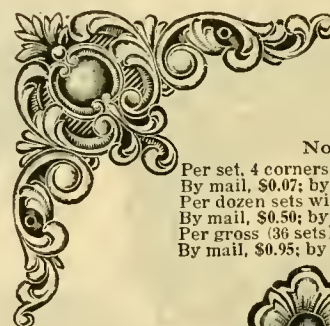 No
Per set, 4 corners
By mail, $0.07; by
Per dozen sets wi
By mail, $0.50; by
Per gross (36 sets)
By mail, $0.95; by